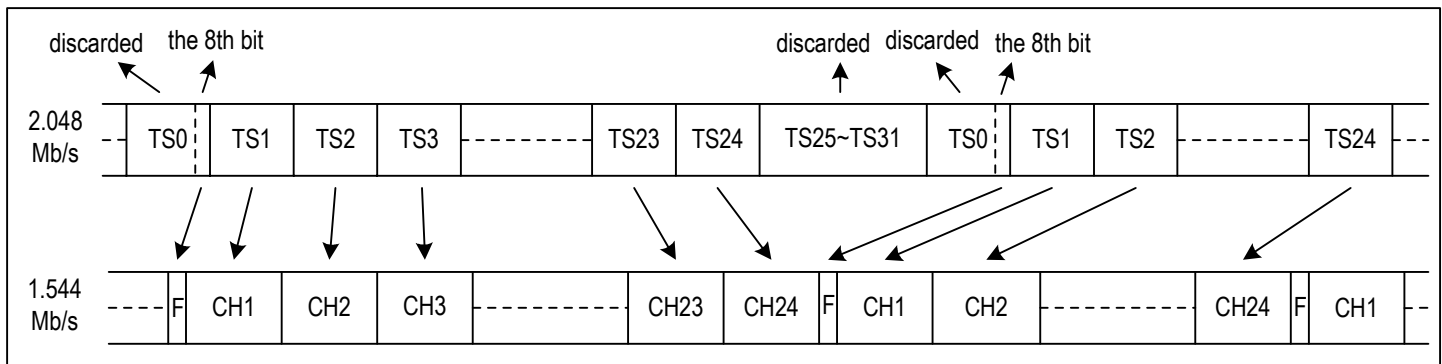 discarded the 8th bit discarded discarded the 8th bit
2.048
Mb/s
TS0 TS1 TS2 TS3 TS23 TS24 TS25~TS31 TS0 TS1 TS2 TS24
1.544
Mb/s
F CH1 CH2 CH3 CH23 CH24 F CH1 CH2 CH24 F CH1